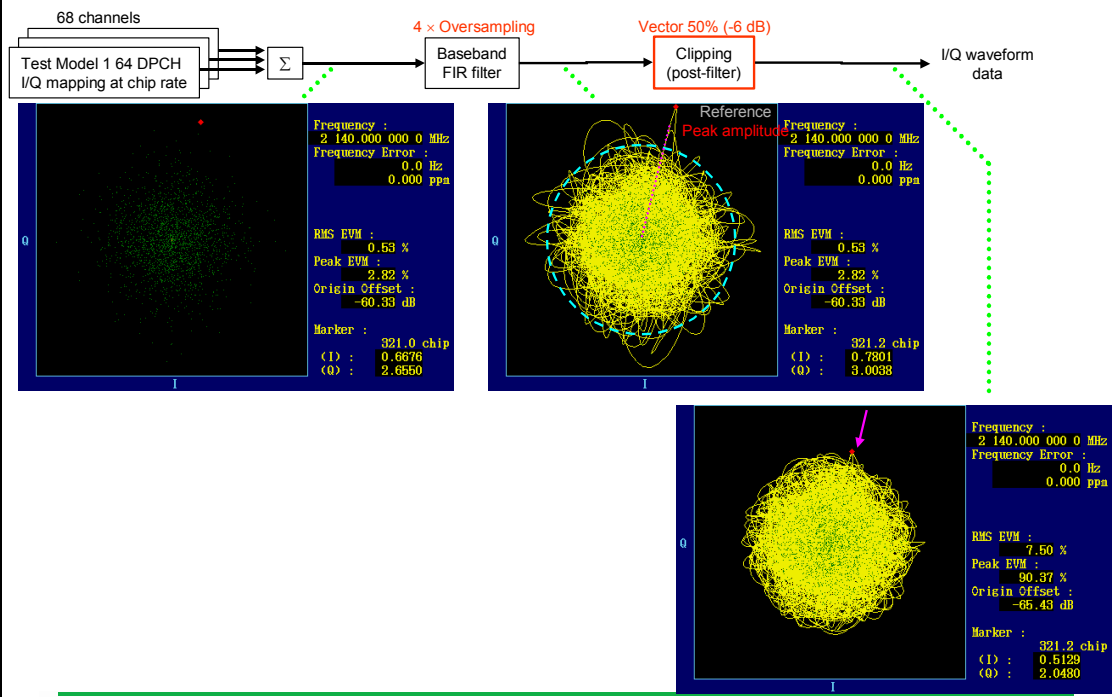 68 channels
Test Model 1 64 DPCH
I/Q mapping at chip rate
Σ
4 × Oversampling
Baseband
FIR filter
Vector 50% (-6 dB)
Clipping
(post-filter)
I/Q waveform
data
Q
I
Frequency :
2 140.000 000 0 MHz
Frequency Error :
0.0 Hz
0.000 ppm
RMS EVM :
0.53 %
Peak EVM :
2.82 %
Origin Offset :
-60.33 dB
Marker :
321.0 chip
(I) : 0.6676
(Q) : 2.6550
Reference
Peak amplitude
Q
I
Frequency :
2 140.000 000 0 MHz
Frequency Error :
0.0 Hz
0.000 ppm
RMS EVM :
0.53 %
Peak EVM :
2.82 %
Origin Offset :
-60.33 dB
Marker :
321.2 chip
(I) : 0.7801
(Q) : 3.0038
Q
I
Frequency :
2 140.000 000 0 MHz
Frequency Error :
0.0 Hz
0.000 ppm
RMS EVM :
7.50 %
Peak EVM :
90.37 %
Origin Offset :
-65.43 dB
Marker :
321.2 chip
(I) : 0.5129
(Q) : 2.0480